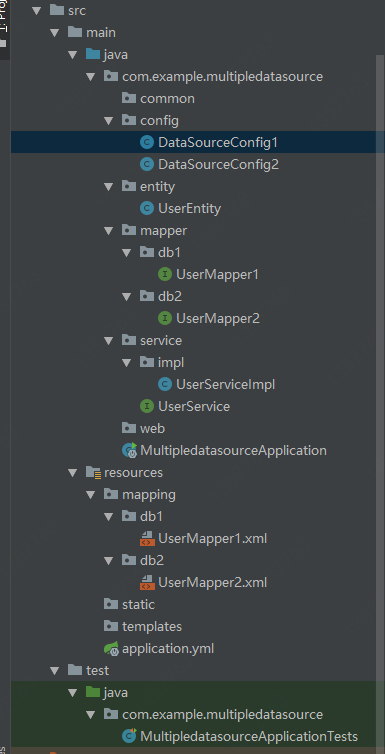 1: Proj
src
main
java
com.example.multipledatasource
common
config
DataSourceConfig1
DataSourceConfig2
entity
UserEntity
mapper
db1
UserMapper1
db2
UserMapper2
service
impl
UserServiceImpl
UserService
web
MultipledatasourceApplication
resources
mapping
db1
UserMapper1.xml
db2
UserMapper2.xml
static
templates
application.yml
test
java
com.example.multipledatasource
MultipledatasourceApplicationTests